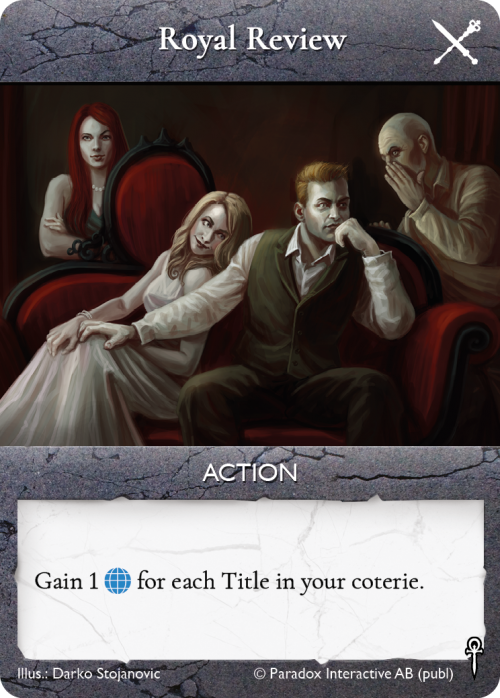 Royal Review
ACTION
Gain 1 for each Title in your coterie.
Illus.: Darko Stojanovic © Paradox Interactive AB (publ)